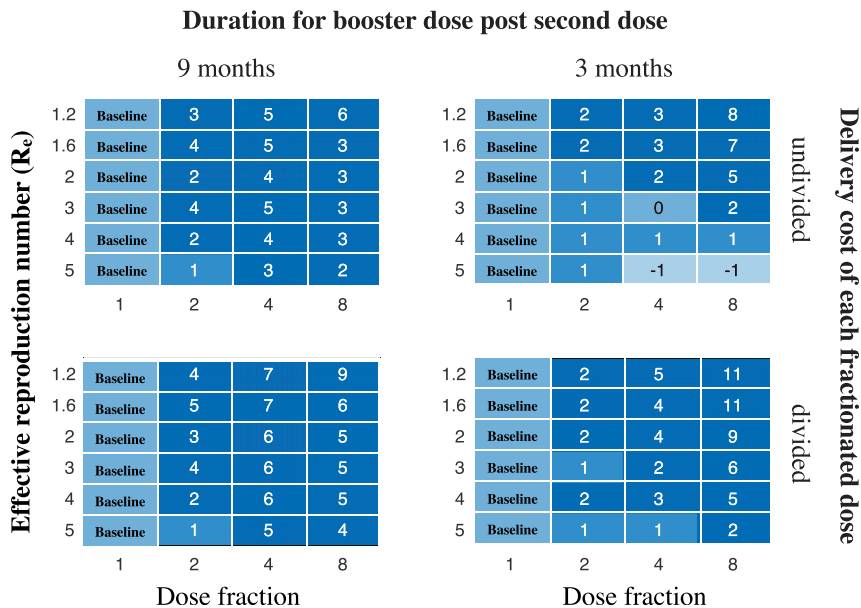 Duration for booster dose post second dose
9 months
3 months
Effective reproduction number (Re)
Delivery cost of each fractionated dose
undivided
divided
1.2 Baseline 3 5 6
1.6 Baseline 4 5 3
2 Baseline 2 4 3
3 Baseline 4 5 3
4 Baseline 2 4 3
5 Baseline 1 3 2
1 2 4 8
1.2 Baseline 2 3 8
1.6 Baseline 2 3 7
2 Baseline 1 2 5
3 Baseline 1 0 2
4 Baseline 1 1 1
5 Baseline 1 -1 -1
1 2 4 8
1.2 Baseline 4 7 9
1.6 Baseline 5 7 6
2 Baseline 3 6 5
3 Baseline 4 6 5
4 Baseline 2 6 5
5 Baseline 1 5 4
1 2 4 8
Dose fraction
1.2 Baseline 2 5 11
1.6 Baseline 2 4 11
2 Baseline 2 4 9
3 Baseline 1 2 6
4 Baseline 2 3 5
5 Baseline 1 1 2
1 2 4 8
Dose fraction